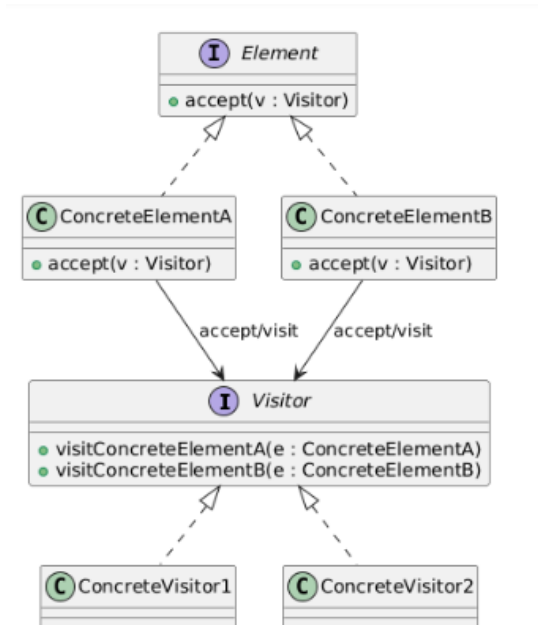 I Element
accept(v : Visitor)
C ConcreteElementA
C ConcreteElementB
accept(v : Visitor)
accept(v : Visitor)
accept/visit
accept/visit
I Visitor
visitConcreteElementA(e : ConcreteElementA)
visitConcreteElementB(e : ConcreteElementB)
C ConcreteVisitor1
C ConcreteVisitor2